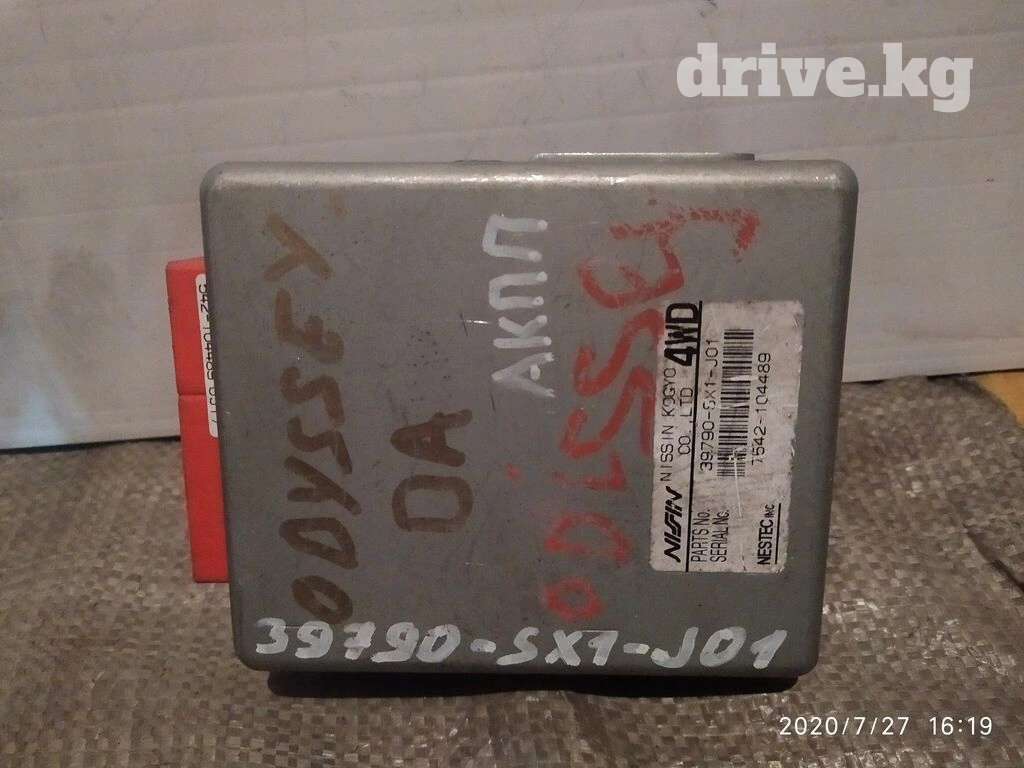 drive.kg
ODYSSEY
ОА
АКПП
ODISSEy
NISSIN NISSIN KOGYO 4WD
CO.,LTD
PARTS No. 39790-SX1-J01
SERIAL No.
7542-104489
NESTEC INC
39790-SX1-J01
2020/7/27 16:19